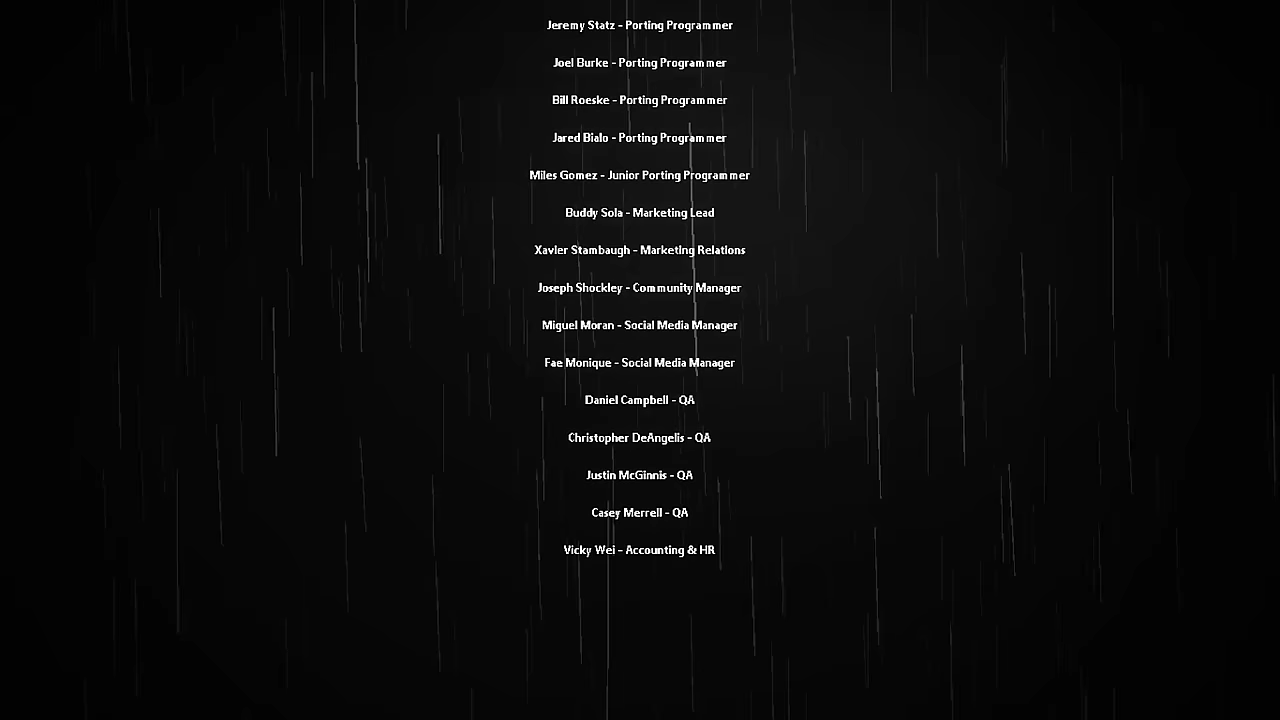 Jeremy Statz - Porting Programmer
Joel Burke - Porting Programmer
Bill Roeske - Porting Programmer
Jared Bialo - Porting Programmer
Miles Gomez - Junior Porting Programmer
Buddy Sola - Marketing Lead
Xavier Stambaugh - Marketing Relations
Joseph Shockley - Community Manager
Miguel Moran - Social Media Manager
Fae Monique - Social Media Manager
Daniel Campbell - QA
Christopher DeAngelis - QA
Justin McGinnis - QA
Casey Merrell - QA
Vicky Wei - Accounting & HR